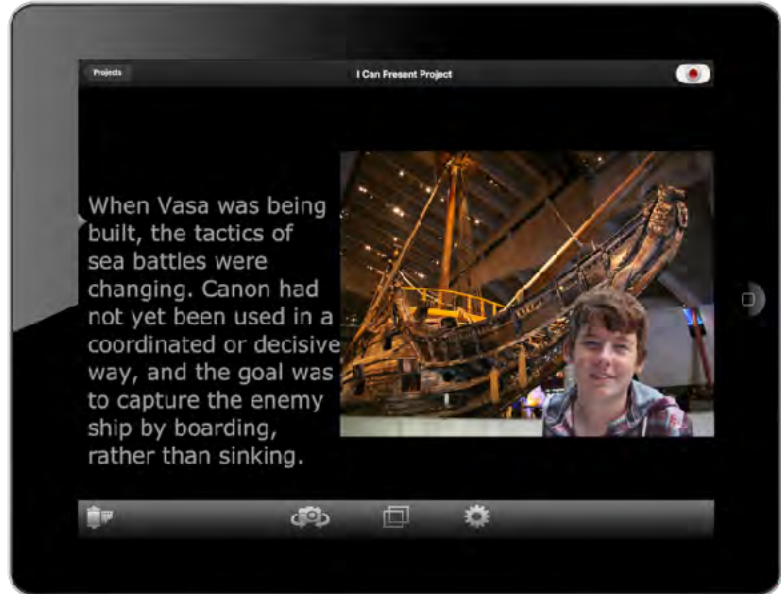 Projects
I Can Present Project
When Vasa was being
built, the tactics of
sea battles were
changing. Canon had
not yet been used in a
coordinated or decisive
way, and the goal was
to capture the enemy
ship by boarding,
rather than sinking.